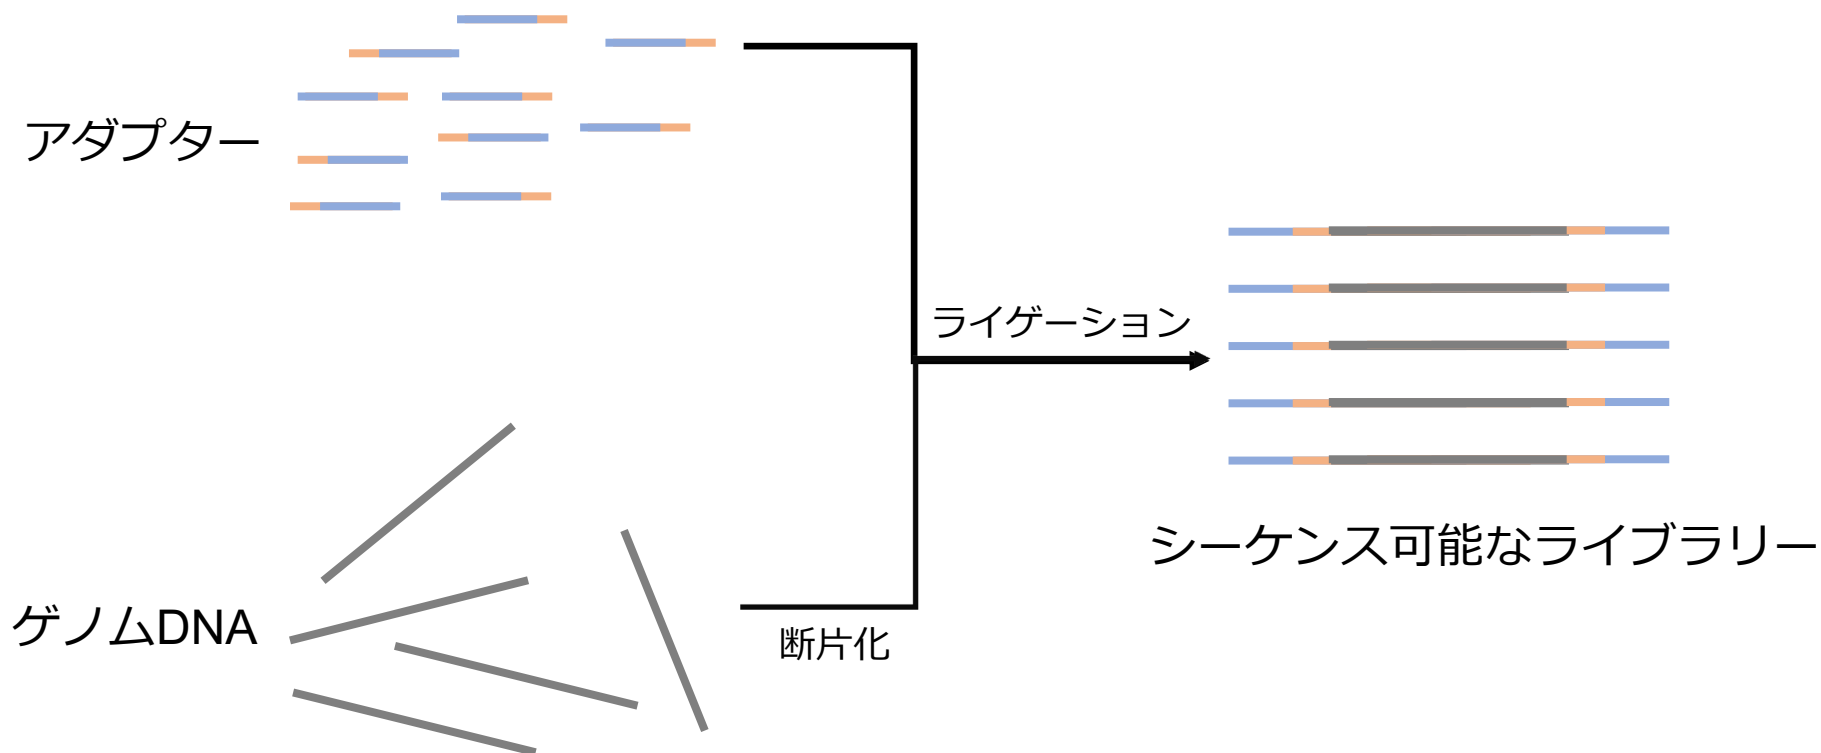 アダプター
ライゲーション
シーケンス可能なライブラリー
ゲノムDNA
断片化